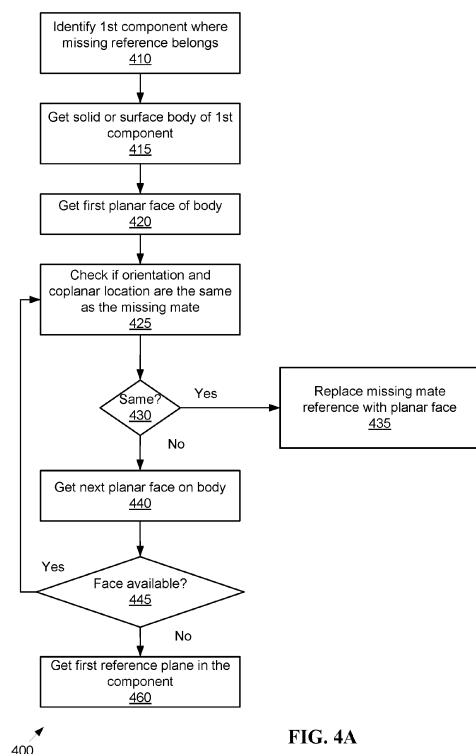 Identify 1st component where
missing reference belongs
410
Get solid or surface body of 1st
component
415
Get first planar face of body
420
Check if orientation and
coplanar location are the same
as the missing mate
425
Same?
430
Yes
Replace missing mate
reference with planar face
435
No
Get next planar face on body
440
Yes
Face available?
445
No
Get first reference plane in the
component
460
400
FIG. 4A